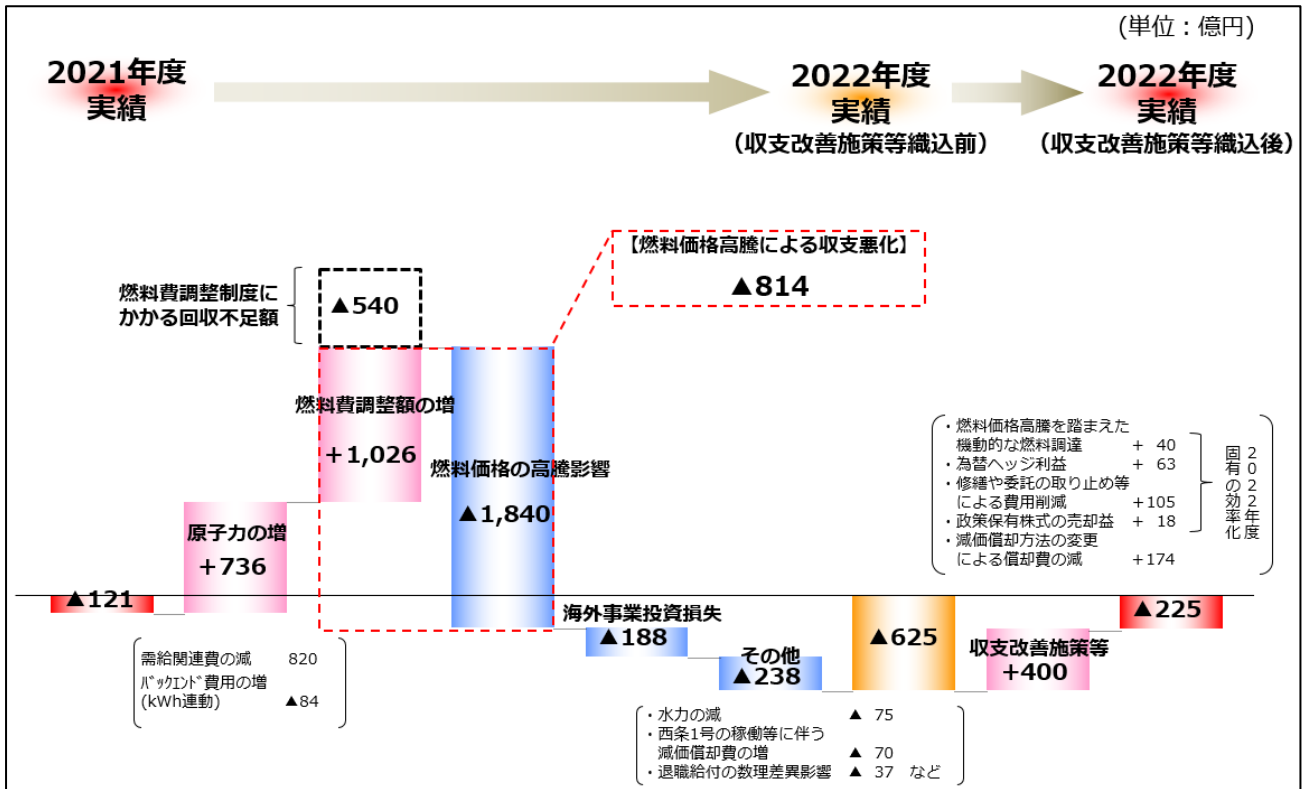 (単位：億円)
2021年度
実績
2022年度
実績
（収支改善施策等織込前）
2022年度
実績
（収支改善施策等織込後）
【燃料価格高騰による収支悪化】
▲814
燃料費調整制度に
かかる回収不足額
▲540
燃料費調整額の増
+1,026
燃料価格の高騰影響
▲1,840
原子力の増
+736
▲121
需給関連費の減 820
ﾊﾞｯｸｴﾝﾄﾞ費用の増
(kWh連動) ▲84
海外事業投資損失
▲188
その他
▲238
・水力の減 ▲ 75
・西条1号の稼働等に伴う
減価償却費の増 ▲ 70
・退職給付の数理差異影響 ▲ 37 など
▲625
収支改善施策等
+400
▲225
・燃料価格高騰を踏まえた
機動的な燃料調達 + 40
・為替ヘッジ利益 + 63
・修繕や委託の取り止め等
による費用削減 +105
・政策保有株式の売却益 + 18
・減価償却方法の変更
による償却費の減 +174
２０２２年度
固有の効率化